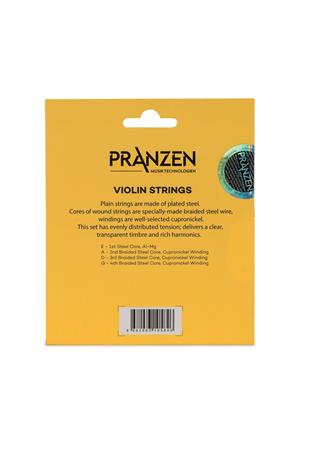 PRANZEN
MUSIKTECHNOLOGIEN
PRANZEN
VIOLIN STRINGS
Plain strings are made of plated steel.
Cores of wound strings are specially-made braided steel wire,
windings are well-selected cupronickel.
This set has evenly distributed tension; delivers a clear,
transparent timbre and rich harmonics.
E - 1st Steel Core, Al-Mg
A - 2nd Braided Steel Core, Cupronickel Winding
D - 3rd Braided Steel Core, Cupronickel Winding
G - 4th Braided Steel Core, Cupronickel Winding